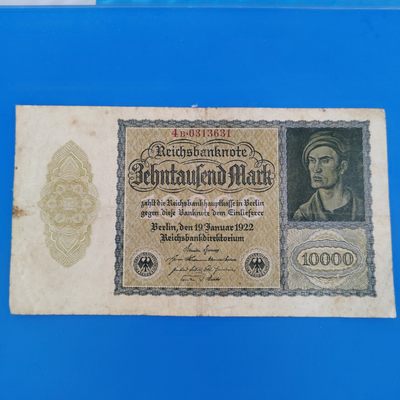 4B·0313631
Reichsbanknote
Zehntausend Mark
zahlt die Reichsbankhauptkasse in Berlin
gegen diese Banknote dem Einlieferer
Berlin, den 19 Januar 1922
Reichsbankdirektorium
10000